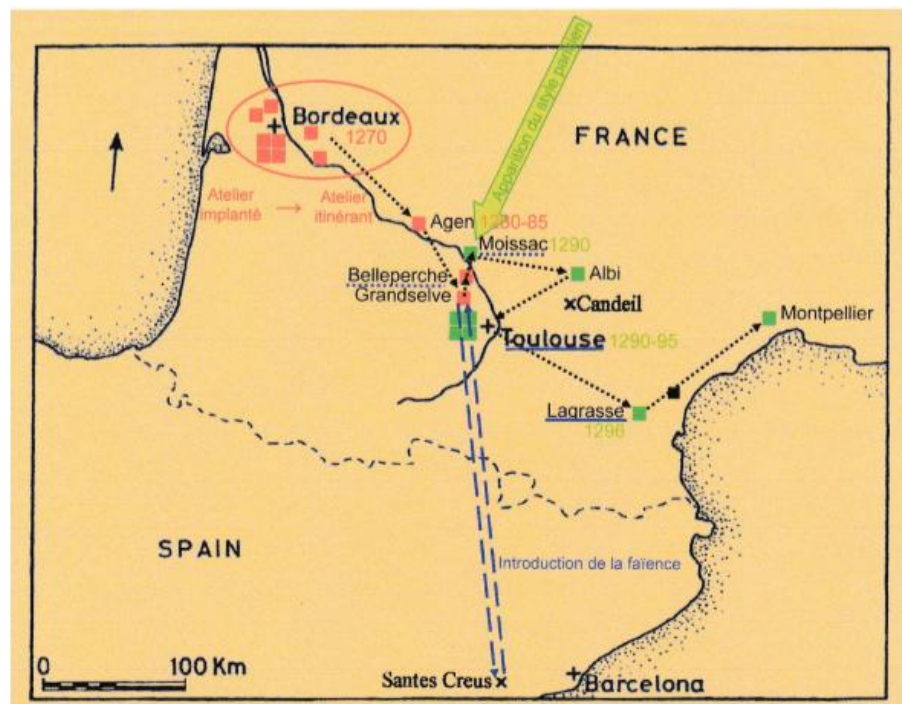 Apparition du style parisien
Bordeaux
1270
FRANCE
Atelier
implanté
Atelier
itinérant
Agen 1280-85
Moissac 1290
Belleperche
Grandselve
Albi
Candeil
Montpellier
Toulouse 1290-95
Lagrasse
1296
SPAIN
Introduction de la faïence
0 100 Km
Santes Creus
Barcelona